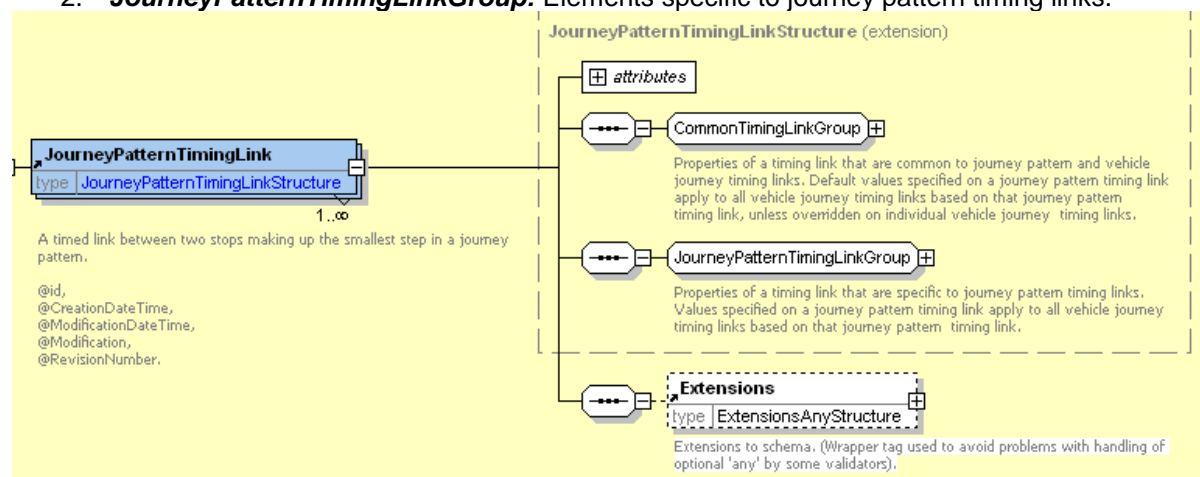 2. JourneyPatternTimingLinkGroup: Elements specific to journey pattern timing links.
JourneyPatternTimingLinkStructure (extension)
attributes
CommonTimingLinkGroup
Properties of a timing link that are common to journey pattern and vehicle
journey timing links. Default values specified on a journey pattern timing link
apply to all vehicle journey timing links based on that journey pattern
timing link, unless overridden on individual vehicle journey timing links.
JourneyPatternTimingLink
type JourneyPatternTimingLinkStructure
1..∞
A timed link between two stops making up the smallest step in a journey
pattern.
@id,
@CreationDateTime,
@ModificationDateTime,
@Modification,
@RevisionNumber.
JourneyPatternTimingLinkGroup
Properties of a timing link that are specific to journey pattern timing links.
Values specified on a journey pattern timing link apply to all vehicle journey
timing links based on that journey pattern timing link.
Extensions
type ExtensionsAnyStructure
Extensions to schema. (Wrapper tag used to avoid problems with handling of
optional 'any' by some validators).